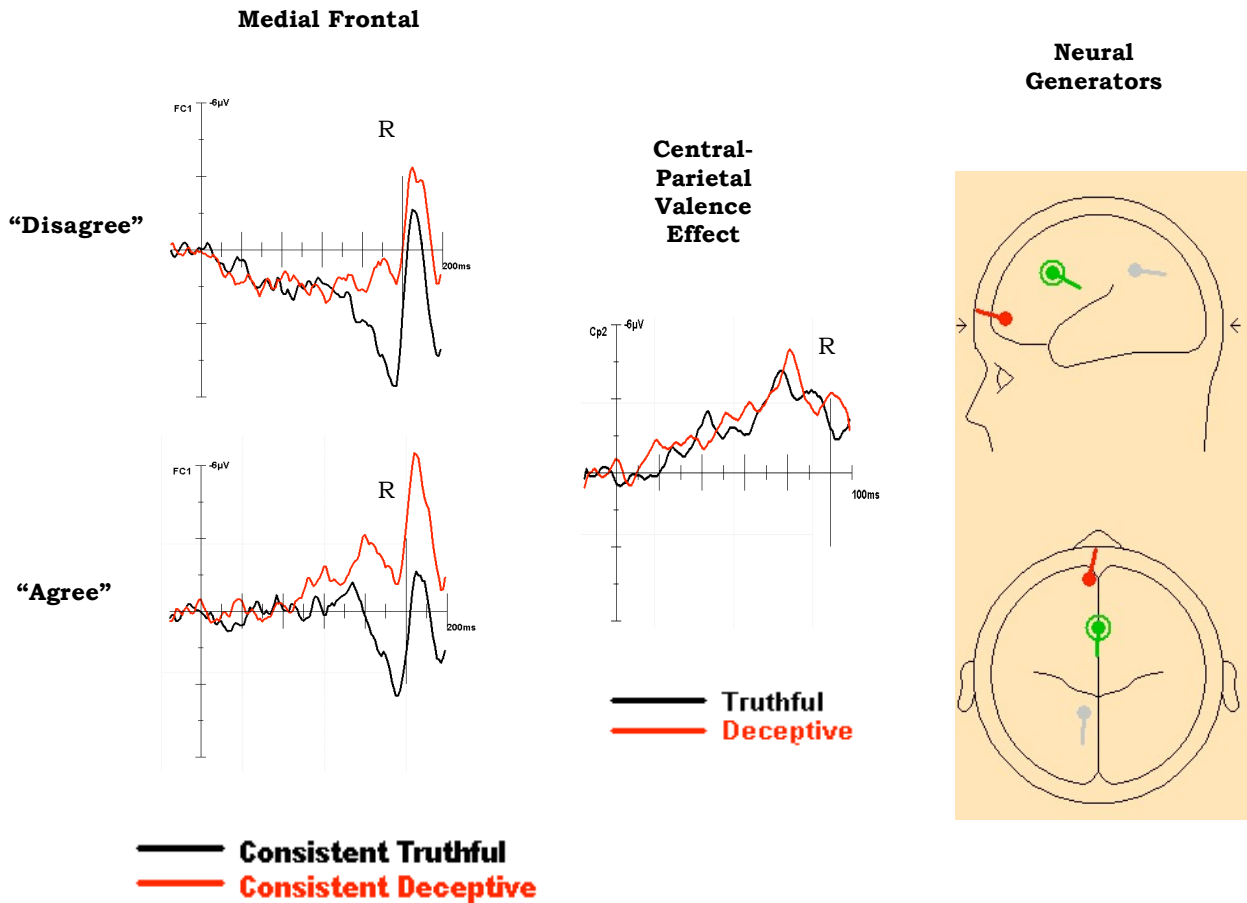 Medial Frontal
Neural
Generators
FC1
-6µV
R
“Disagree”
200ms
Central-
Parietal
Valence
Effect
Cp2
-6µV
R
100ms
FC1
-6µV
R
“Agree”
200ms
Truthful
Deceptive
Consistent Truthful
Consistent Deceptive